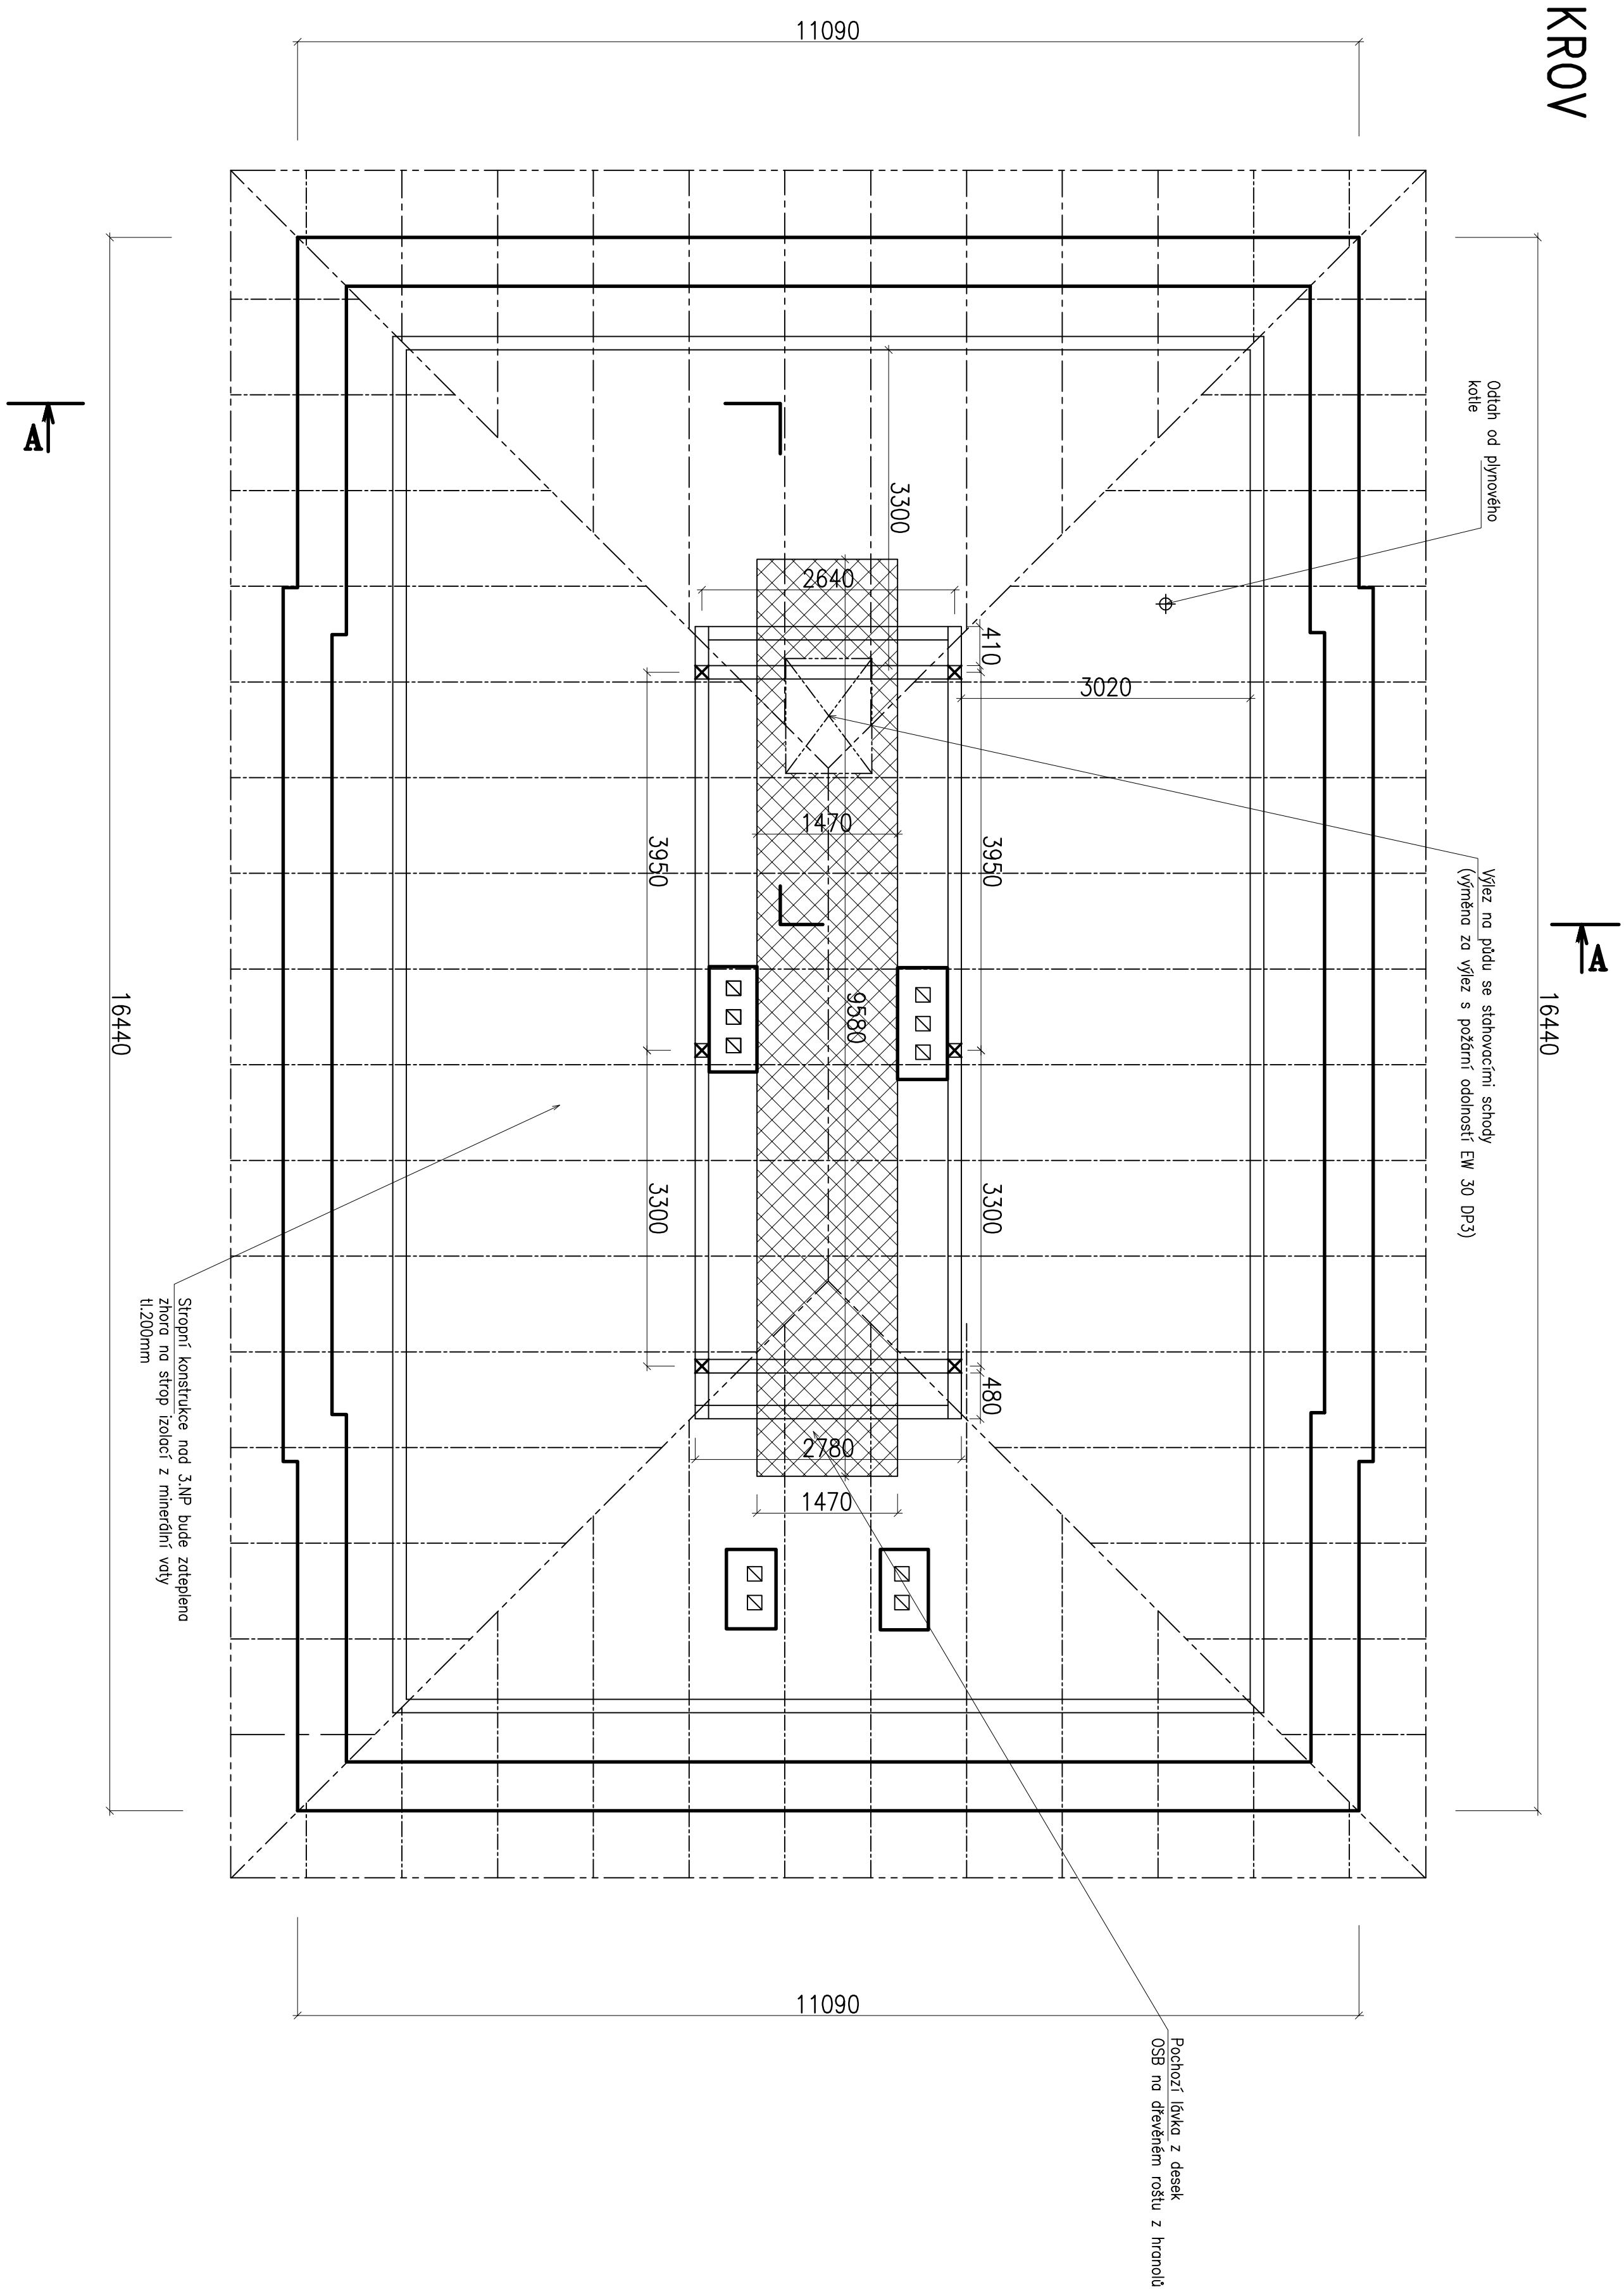 KROV
11090
16440
Odtah od plynového
kotle
3300
2640
410
3020
A
A
Výlez na půdu se stahovacími schody
(výměna za výlez s požární odolností EW 30 DP3)
1470
3950
3950
9580
16440
16440
3300
3300
480
2780
1470
Stropní konstrukce nad 3.NP bude zateplena
zhora na strop izolací z minerální vaty
tl.200mm
11090
Pochozí lávka z desek
OSB na dřevěném roštu z hranolů